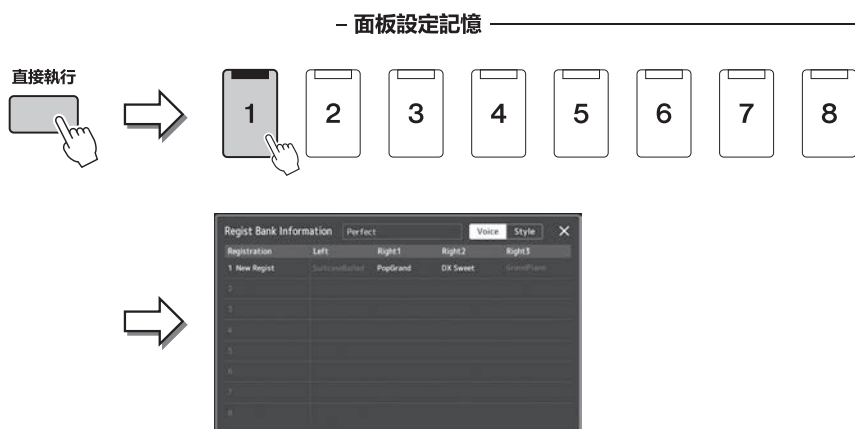 – 面板設定記憶
直接執行
1 2 3 4 5 6 7 8
Regist Bank Information Perfect Voice Style ✕
Registration Left Right1 Right2 Right3
1 New Regist SuitcaseBallad PopGrand DX Sweet GrandPiano
2
3
4
5
6
7
8